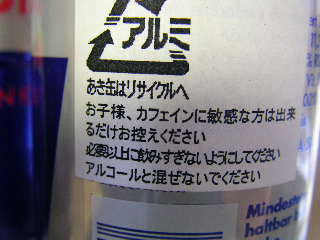 アルミ
あき缶はリサイクルへ
お子様、カフェインに敏感な方は出来
るだけお控えください
必要以上に飲みすぎないようにしてください
アルコールと混ぜないでください
Mindeste
haltbar b